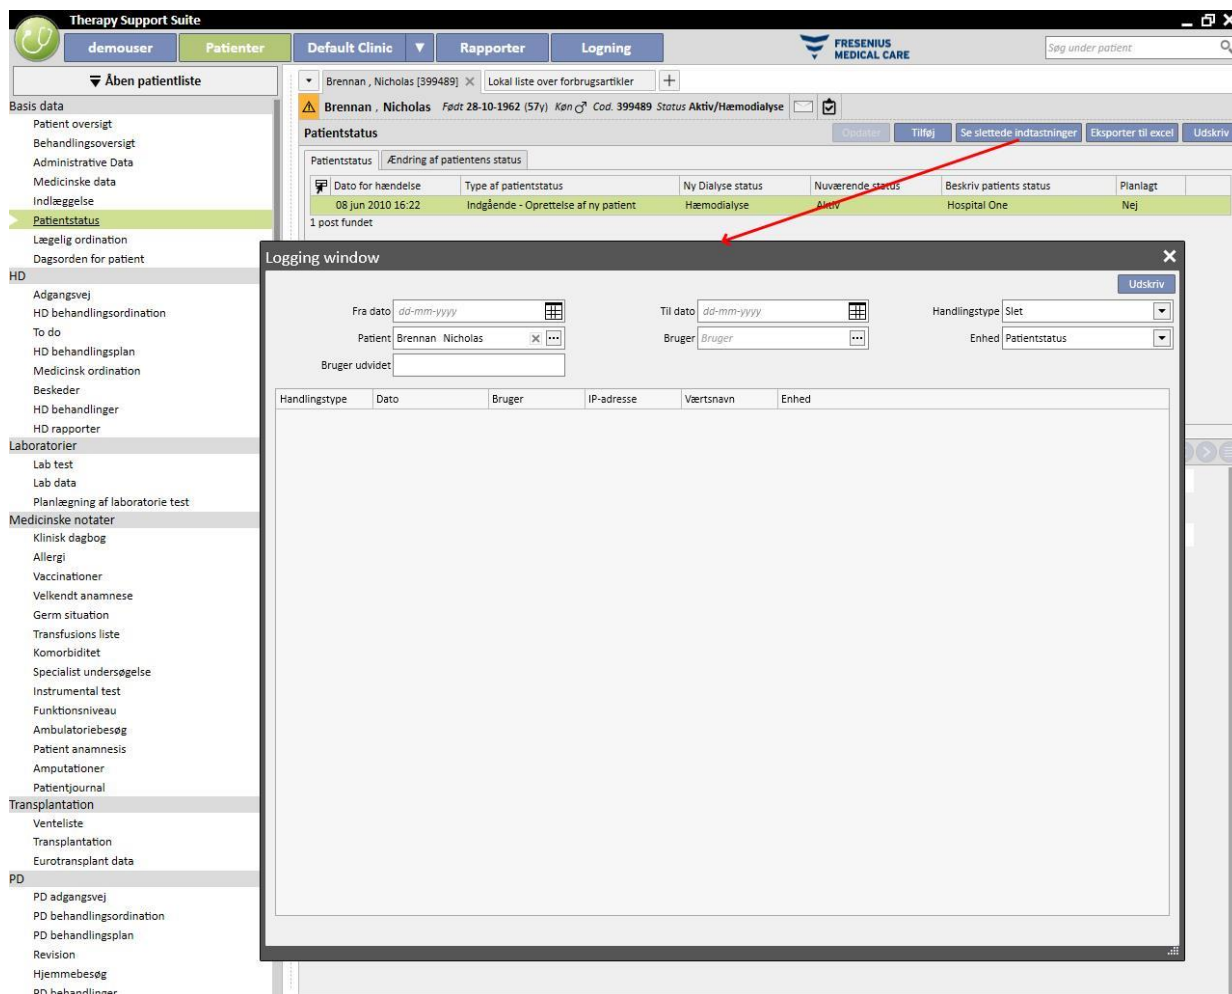 Therapy Support Suite
demouser Patienter Default Clinic Rapporter Logning FRESENIUS MEDICAL CARE Søg under patient
Åben patientliste
Basis data
Patient oversigt
Behandlingsoversigt
Administrative Data
Medicinske data
Indlæggelse
Patientstatus
Lægelig ordination
Dagsorden for patient
HD
Adgangsvej
HD behandlingsordination
To do
HD behandlingsplan
Medicinsk ordination
Beskeder
HD behandlinger
HD rapporter
Laboratorier
Lab test
Lab data
Planlægning af laboratorie test
Medicinske notater
Klinisk dagbog
Allergi
Vaccinationer
Velkendt anamnese
Germ situation
Transfusions liste
Komorbiditet
Specialist undersøgelse
Instrumental test
Funktionsniveau
Ambulatoriebesøg
Patient anamnesis
Amputationer
Patientjournal
Transplantation
Venteliste
Transplantation
Eurotransplant data
PD
PD adgangsvej
PD behandlingsordination
PD behandlingsplan
Revision
Hjemmebesøg
PD behandlinger
Brennan , Nicholas [399489] Lokal liste over forbrugsartikler
Brennan , Nicholas Født 28-10-1962 (57y) Køn Cod. 399489 Status Aktiv/Hæmodialyse
Patientstatus Opdater Tilføj Se slettede indtastninger Eksporter til excel Udskriv
Patientstatus Ændring af patientens status
Dato for hændelse Type af patientstatus Ny Dialyse status Nuværende status Beskriv patients status Planlagt
08 jun 2010 16:22 Indgående - Oprettelse af ny patient Hæmodialyse Aktiv Hospital One Nej
1 post fundet
Logging window
Udskriv
Fra dato dd-mm-yyyy Til dato dd-mm-yyyy Handlingstype Slet
Patient Brennan Nicholas Bruger Bruger Enhed Patientstatus
Bruger udvidet
Handlingstype Dato Bruger IP-adresse Værtsnavn Enhed